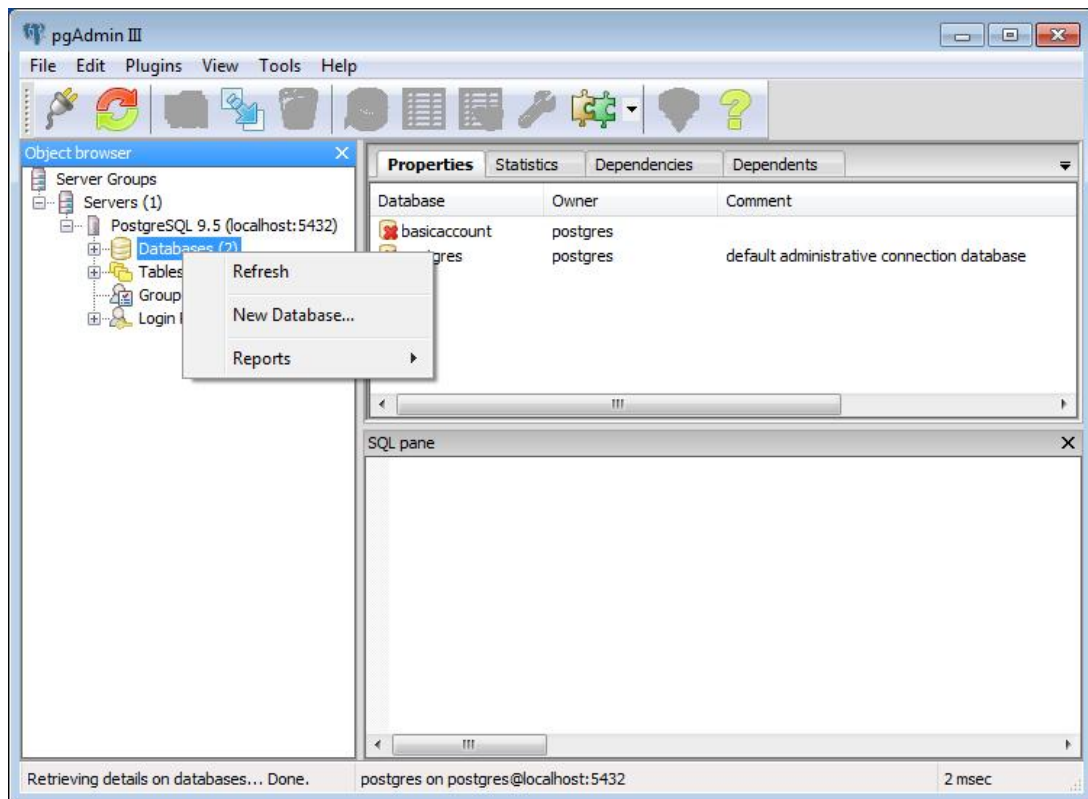 pgAdmin III
File Edit Plugins View Tools Help
Object browser
Server Groups
Servers (1)
PostgreSQL 9.5 (localhost:5432)
Databases (2)
Tables
Group
Login
Refresh
New Database...
Reports
Properties Statistics Dependencies Dependents
Database Owner Comment
basicaccount postgres
gres postgres default administrative connection database
SQL pane
Retrieving details on databases... Done. postgres on postgres@localhost:5432 2 msec